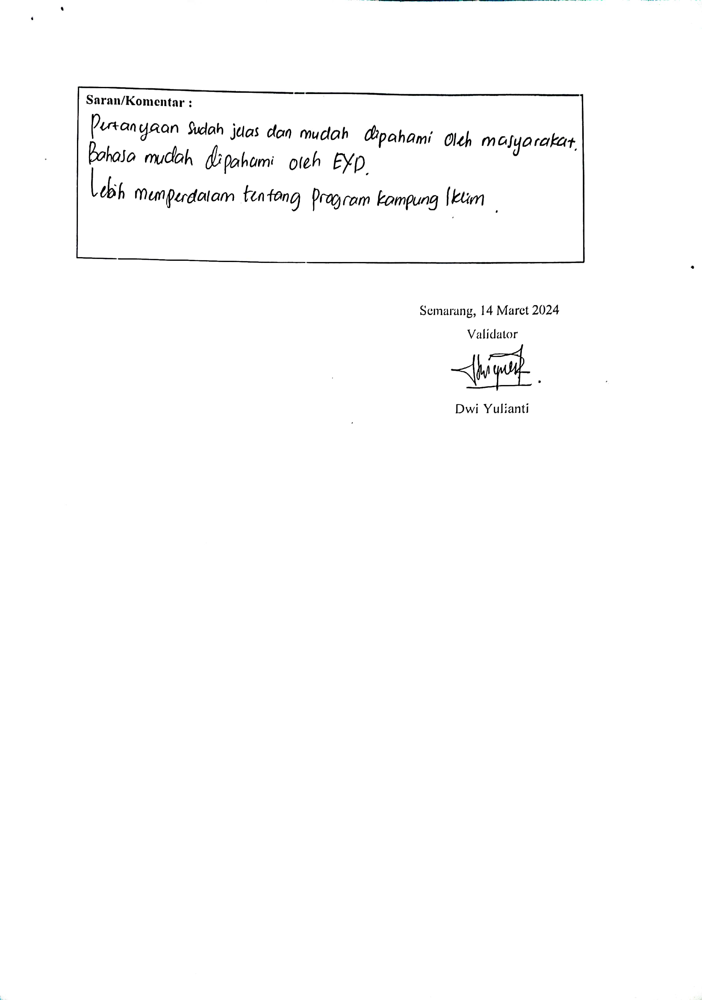 Saran/Komentar :
Pertanyaan sudah jelas dan mudah dipahami oleh masyarakat.
Bahasa mudah dipahami oleh EYD.
Lebih memperdalam tentang program kampung Iklim.
Semarang, 14 Maret 2024
Validator
Dwi Yulianti